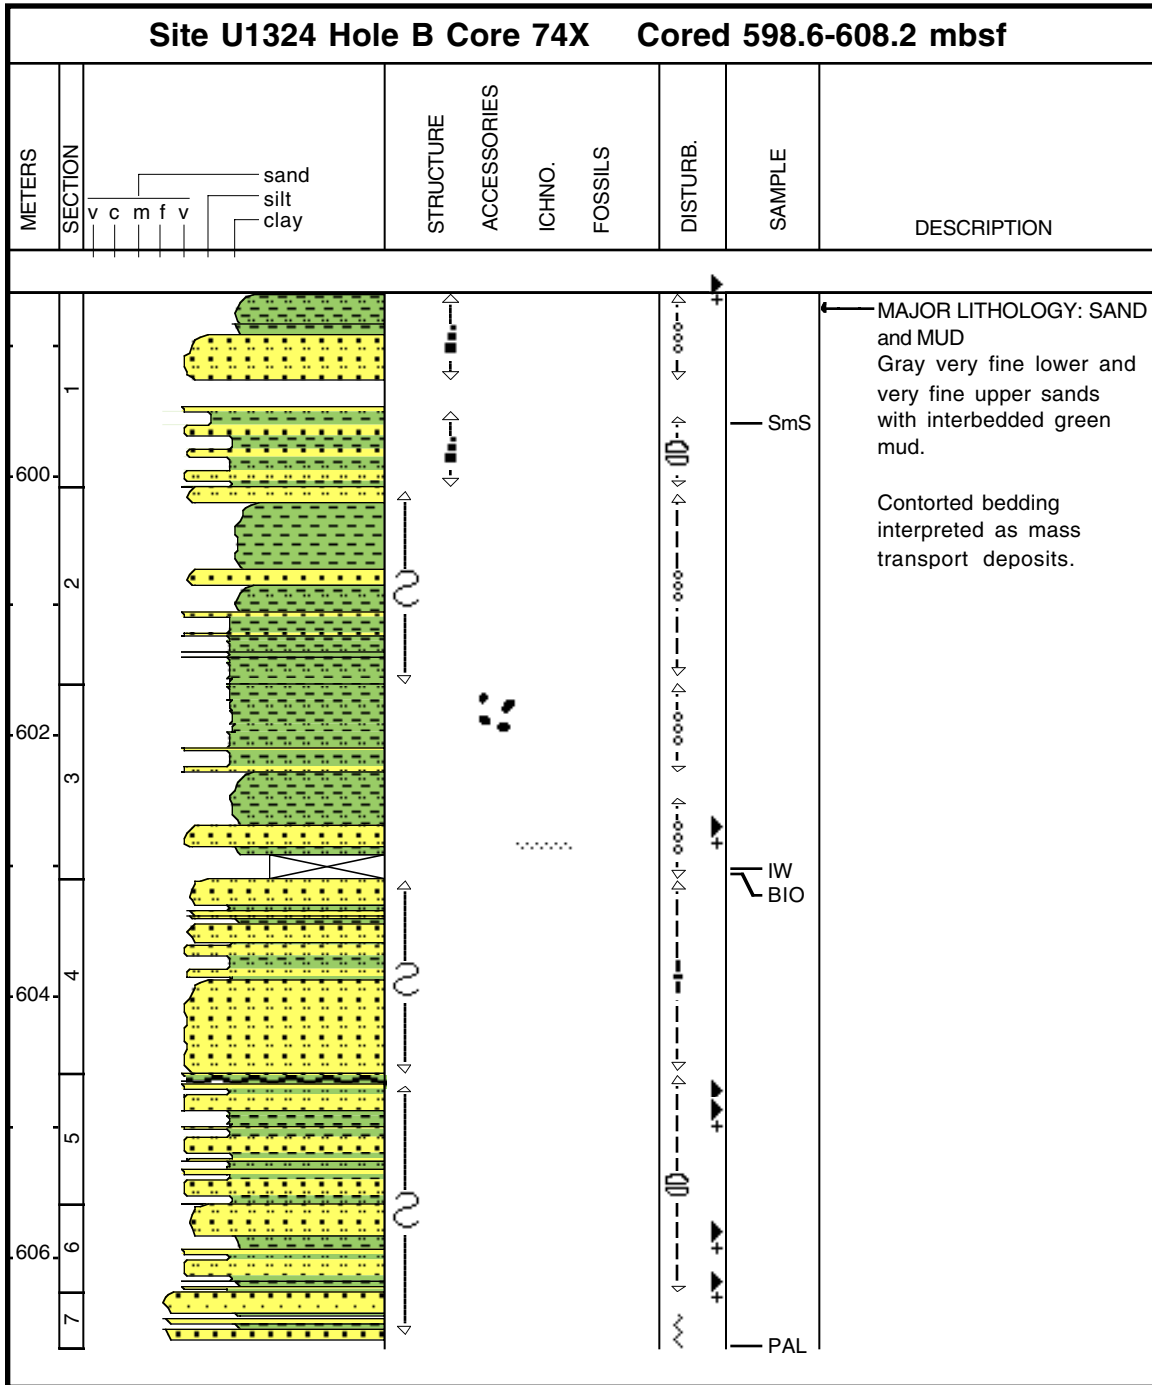 Site U1324 Hole B Core 74X Cored 598.6-608.2 mbsf
METERS
SECTION
v c m f v
sand
silt
clay
STRUCTURE
ACCESSORIES
ICHNO.
FOSSILS
DISTURB.
SAMPLE
DESCRIPTION
MAJOR LITHOLOGY: SAND
and MUD
Gray very fine lower and
very fine upper sands
with interbedded green
mud.
Contorted bedding
interpreted as mass
transport deposits.
1
SmS
600
2
602
3
IW
BIO
4
604
5
6
606
7
PAL